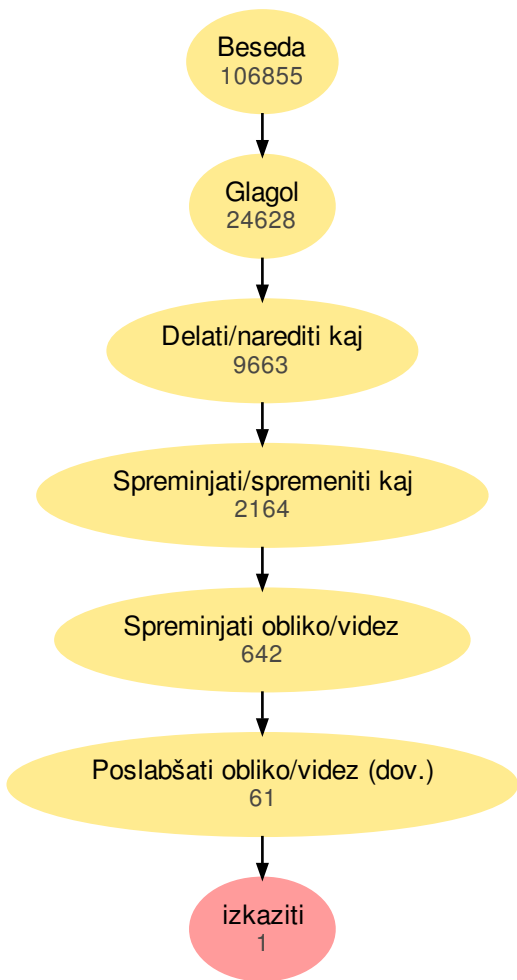 Beseda
106855
Glagol
24628
Delati/narediti kaj
9663
Spreminjati/spremeniti kaj
2164
Spreminjati obliko/videz
642
Poslabšati obliko/videz (dov.)
61
izkaziti
1